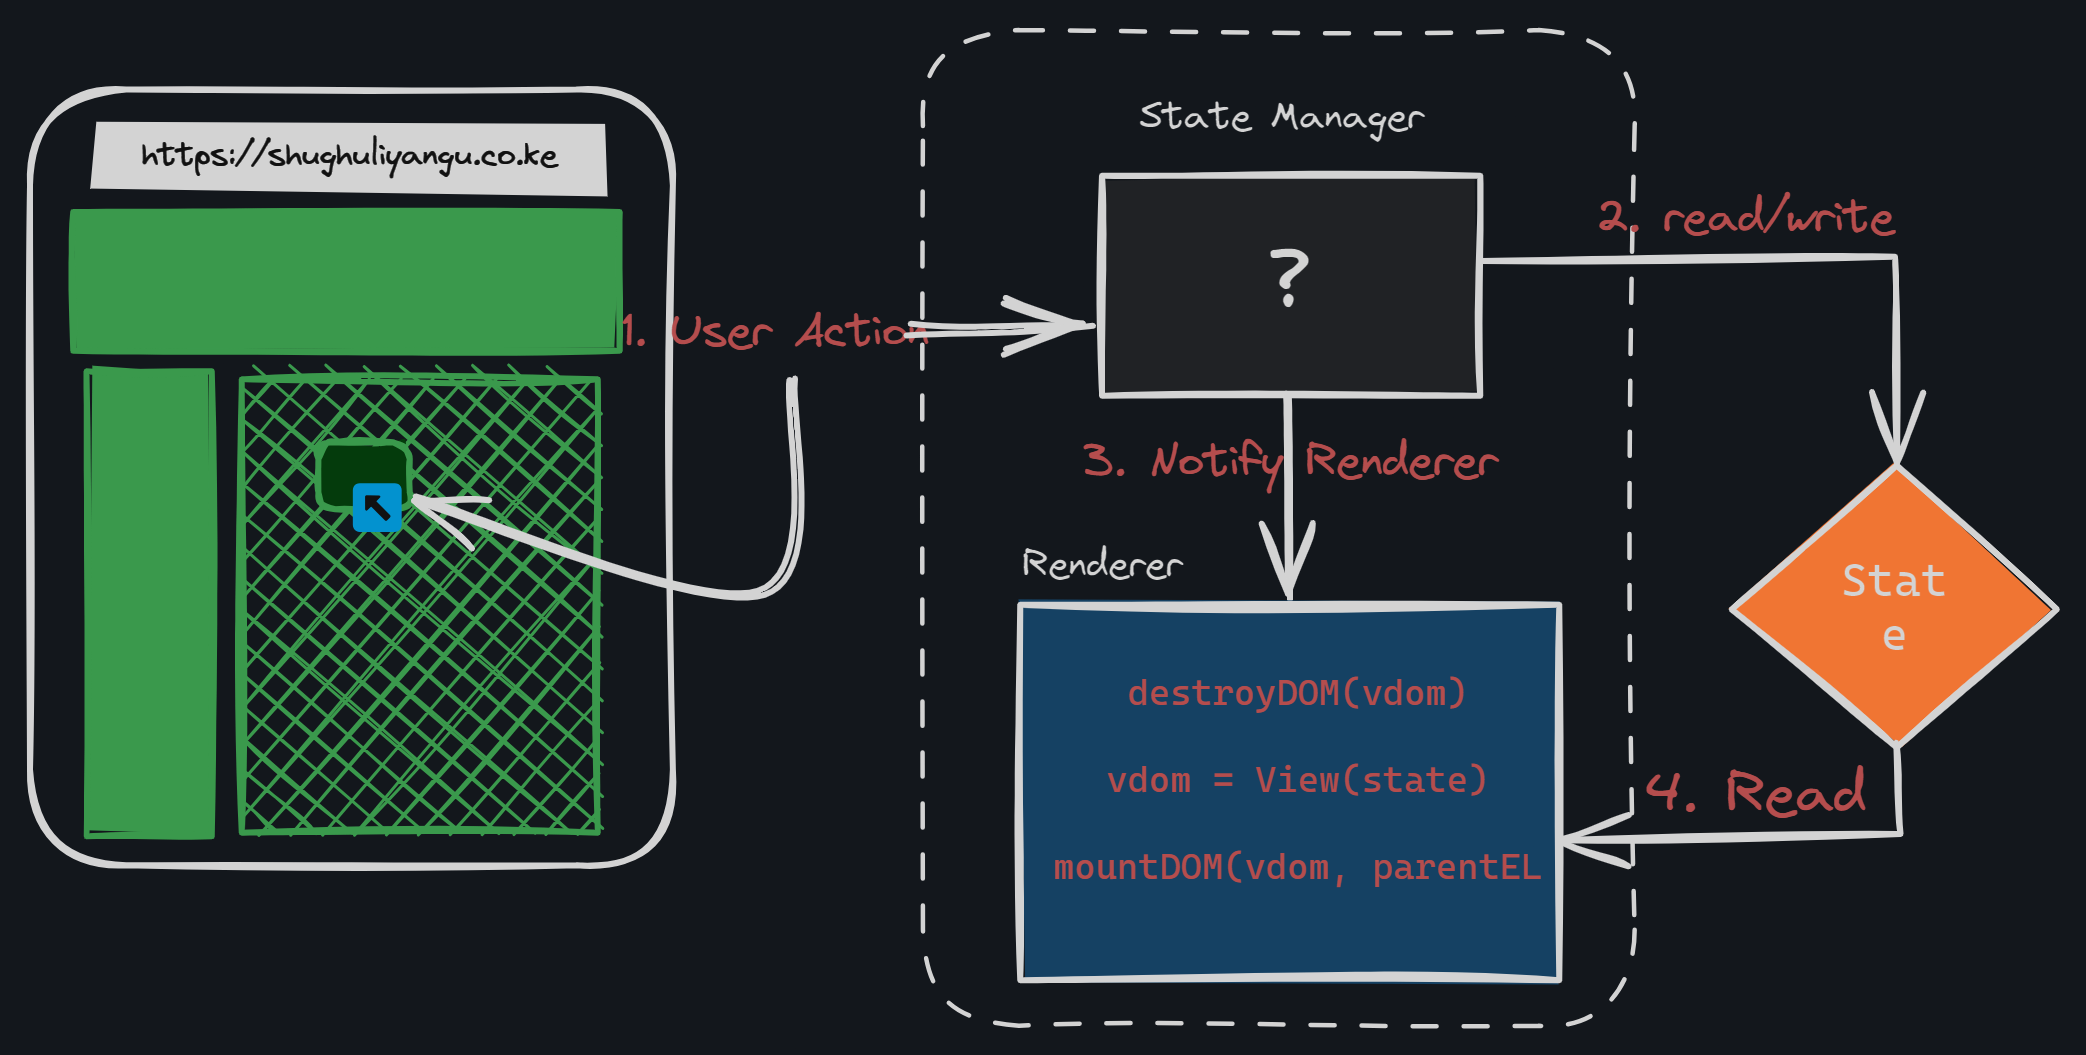 https://shughuliyangu.co.ke
1. User Action
State Manager
?
2. read/write
3. Notify Renderer
Renderer
destroyDOM(vdom)
vdom = View(state)
mountDOM(vdom, parentEL
Stat
e
4. Read